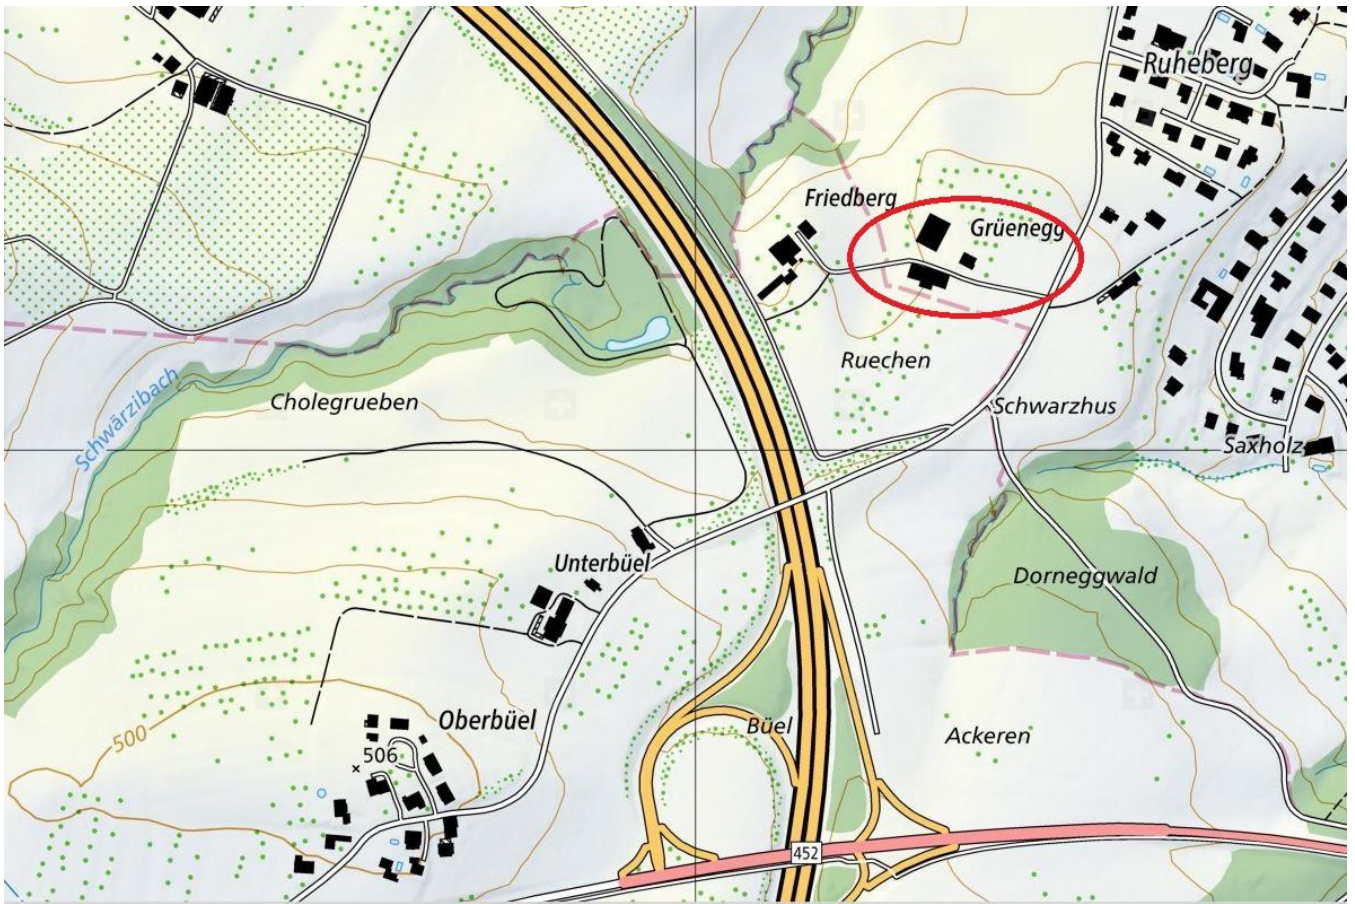 Ruheberg
Friedberg
Grüenegg
Ruechen
Schwärzibach
Cholegrueben
Schwarzhus
Saxholz
Unterbüel
Dorneggwald
Oberbüel
Büel
Ackeren
500
506
452